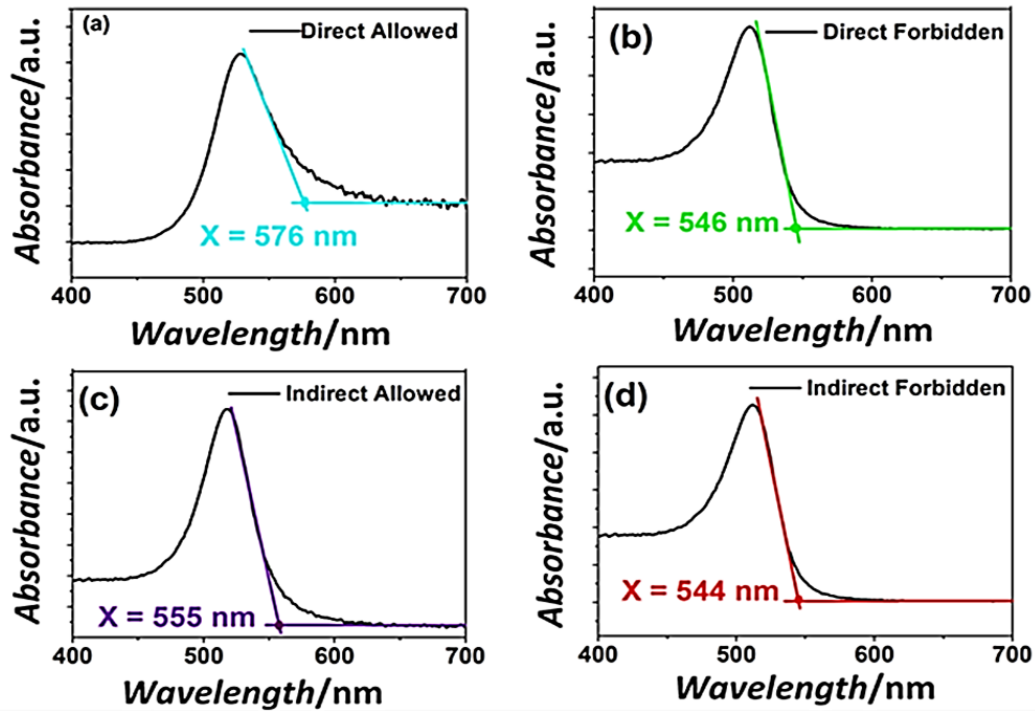 (a)
Direct Allowed
Absorbance/a.u.
X = 576 nm
400 500 600 700
Wavelength/nm
(b)
Direct Forbidden
Absorbance/a.u.
X = 546 nm
400 500 600 700
Wavelength/nm
(c)
Indirect Allowed
Absorbance/a.u.
X = 555 nm
400 500 600 700
Wavelength/nm
(d)
Indirect Forbidden
Absorbance/a.u.
X = 544 nm
400 500 600 700
Wavelength/nm